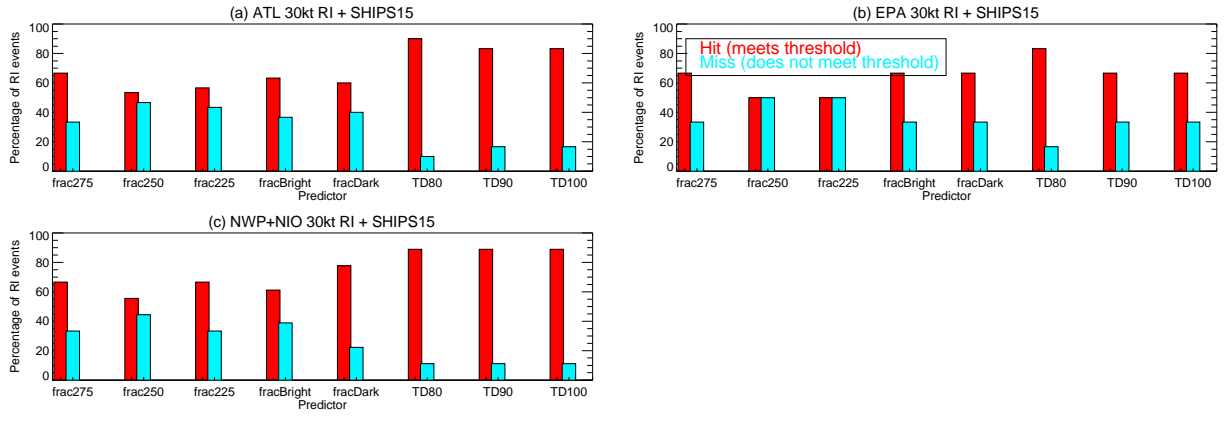 (a) ATL 30kt RI + SHIPS15
Percentage of RI events
100
80
60
40
20
0
frac275 frac250 frac225 fracBright fracDark TD80 TD90 TD100
Predictor
(b) EPA 30kt RI + SHIPS15
Hit (meets threshold)
Miss (does not meet threshold)
Percentage of RI events
100
80
60
40
20
0
frac275 frac250 frac225 fracBright fracDark TD80 TD90 TD100
Predictor
(c) NWP+NIO 30kt RI + SHIPS15
Percentage of RI events
100
80
60
40
20
0
frac275 frac250 frac225 fracBright fracDark TD80 TD90 TD100
Predictor